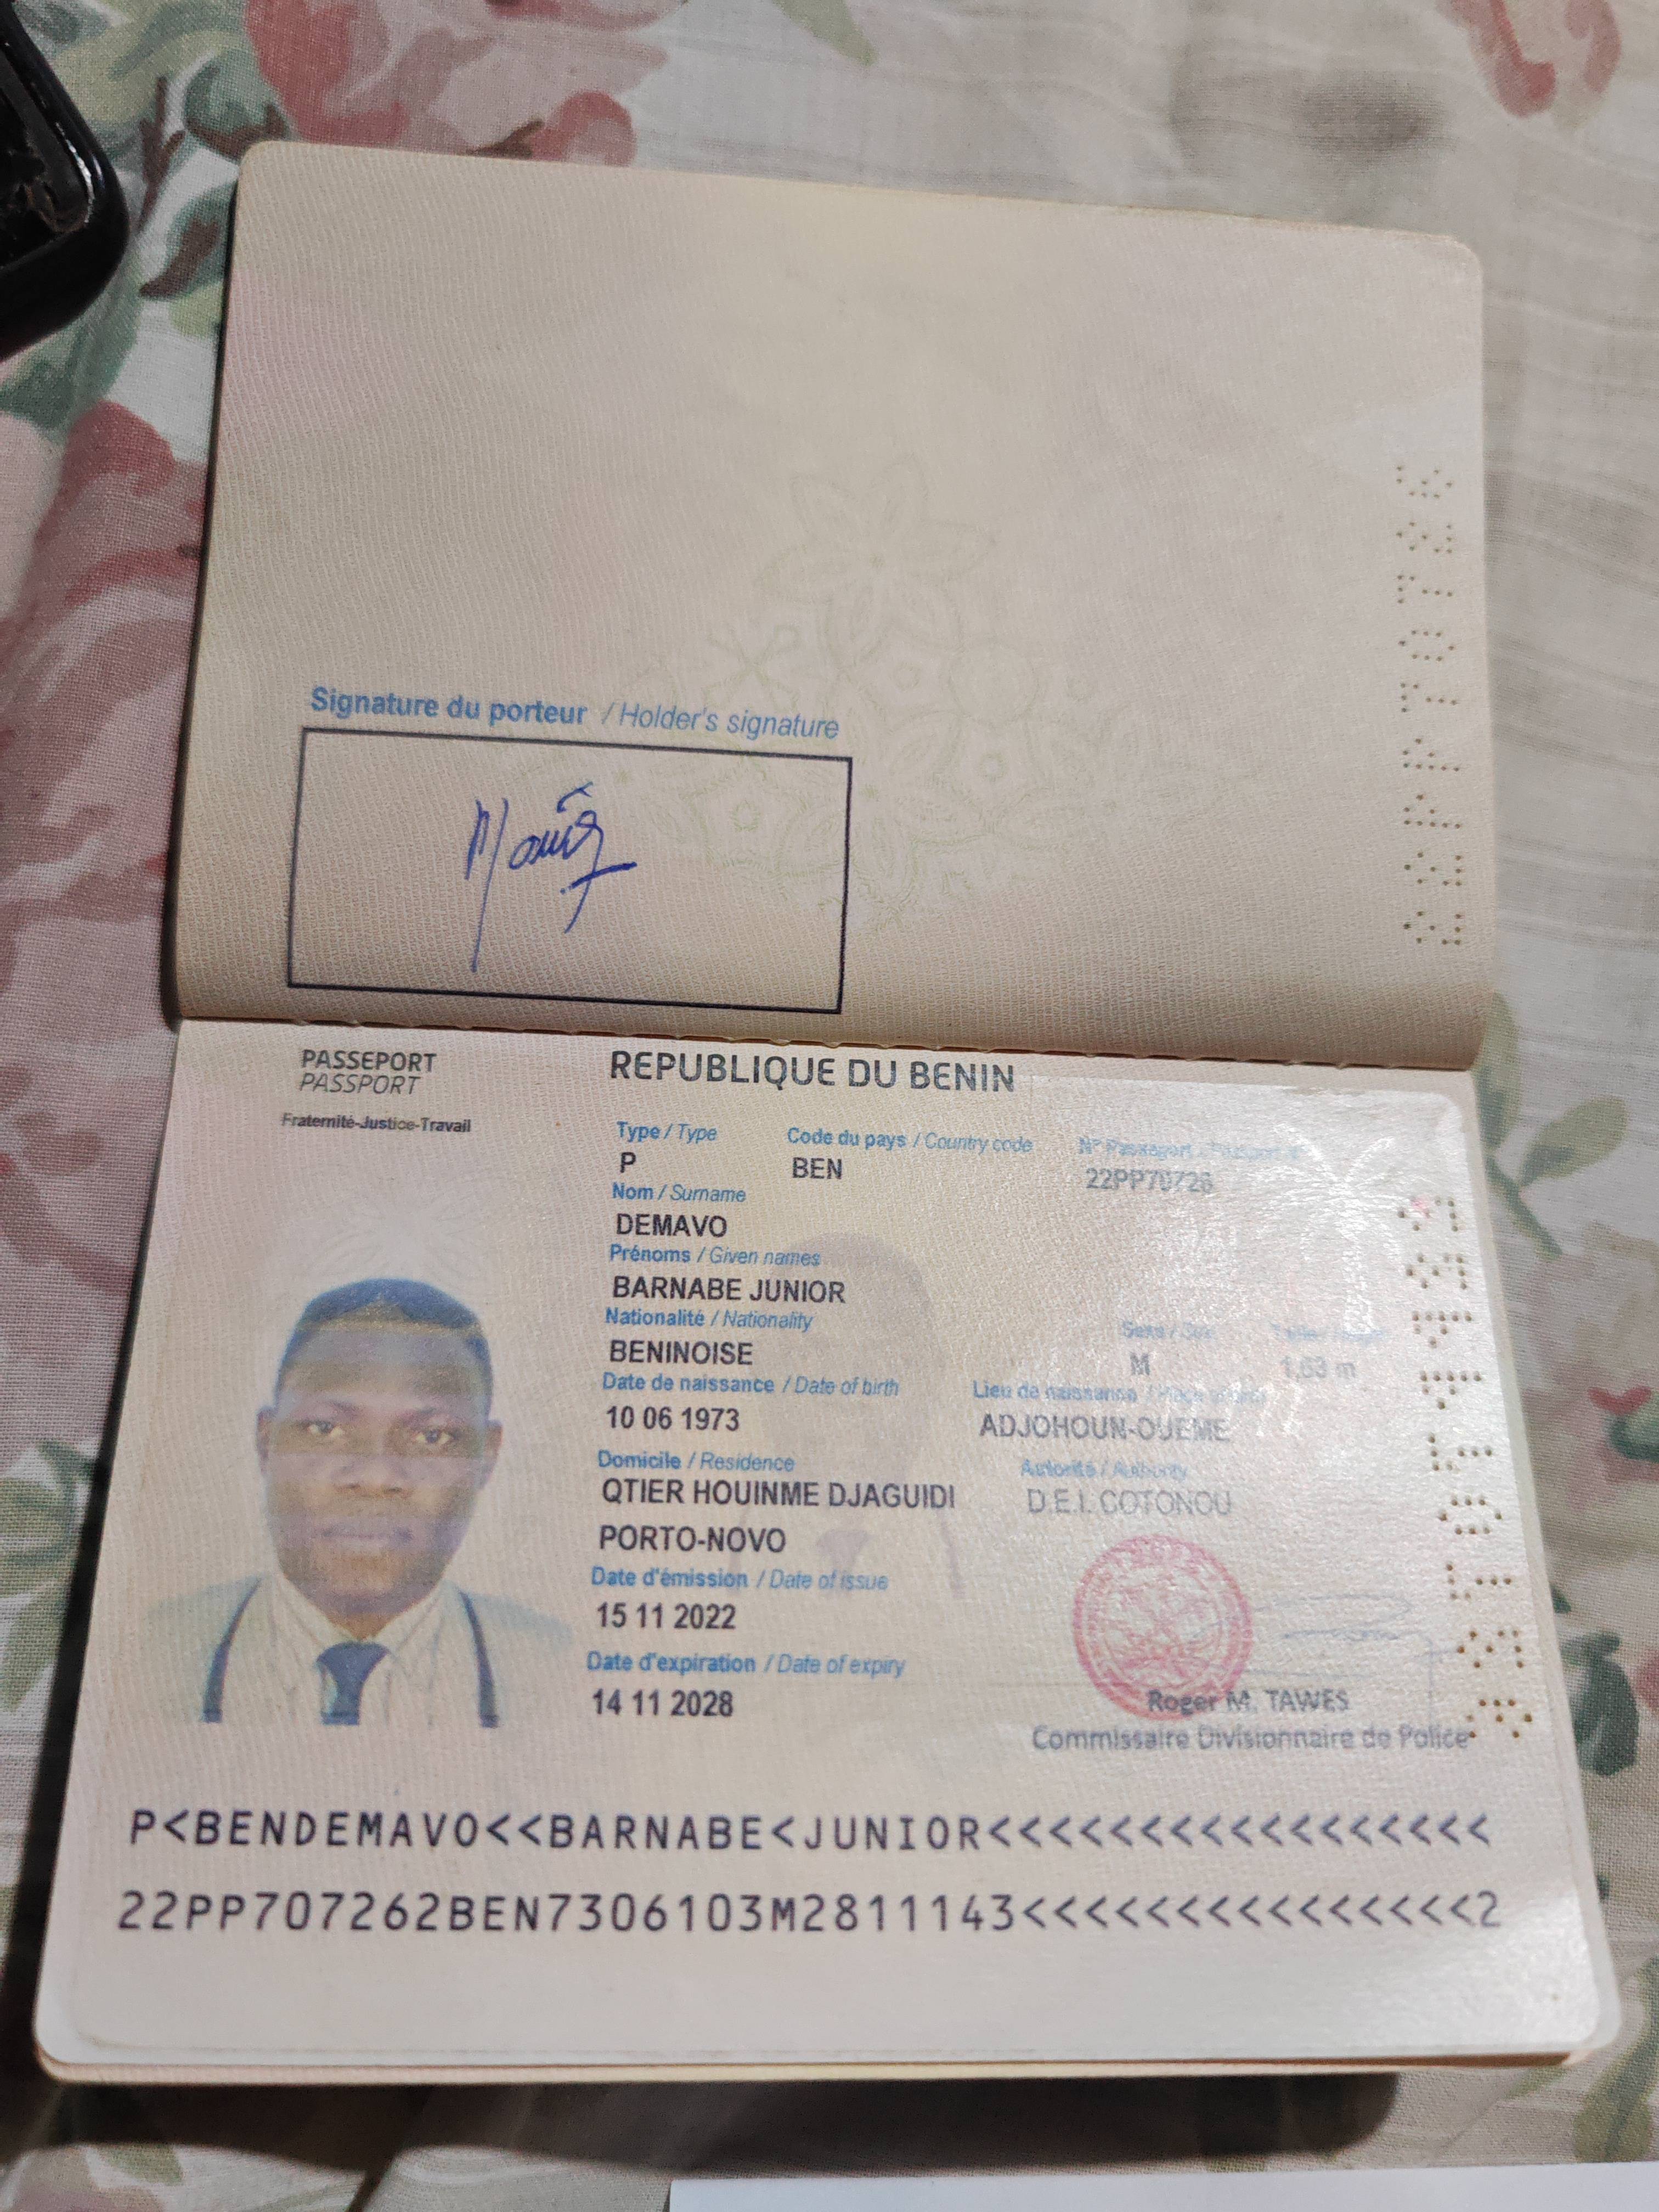 Signature du porteur / Holder's signature
PASSEPORT
PASSPORT
Fraternité-Justice-Travail
REPUBLIQUE DU BENIN
Type / Type Code du pays / Country code N° Passeport / Passport
P BEN 22PP70726
Nom / Surname
DEMAVO
Prénoms / Given names
BARNABE JUNIOR
Nationalité / Nationality Sexe / Sex
BENINOISE M 1,63 m
Date de naissance / Date of birth Lieu de naissance / Place of birth
10 06 1973 ADJOHOUN-OUEME
Domicile / Residence Autorité / Authority
QTIER HOUINME DJAGUIDI D.E.I. COTONOU
PORTO-NOVO
Date d'émission / Date of issue
15 11 2022
Date d'expiration / Date of expiry
14 11 2028
Roger M. TAWES
Commissaire Divisionnaire de Police
P<BENDEMAVO<<BARNABE<JUNIOR<<<<<<<<<<<<<<<<<
22PP707262BEN7306103M2811143<<<<<<<<<<<<<<<2